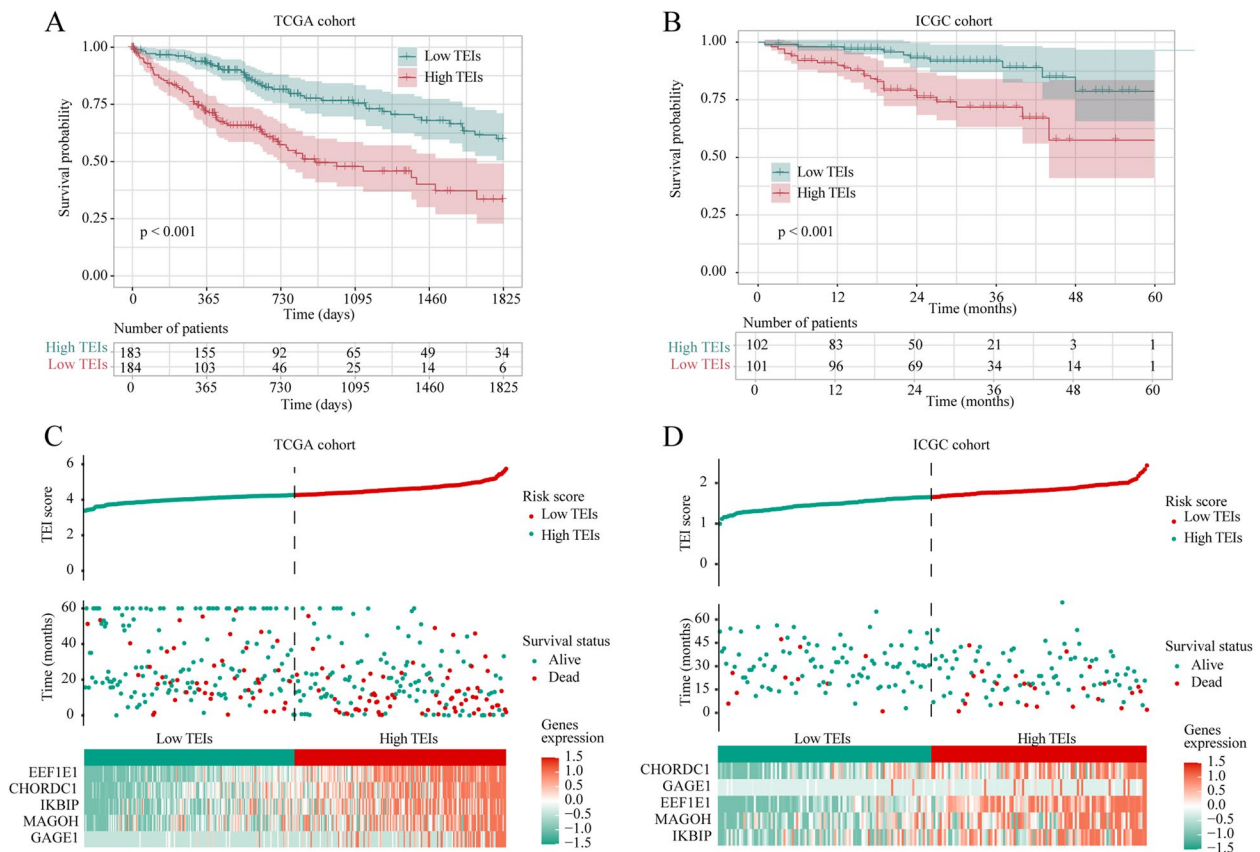 A
TCGA cohort
Survival probability
1.00
0.75
0.50
0.25
0.00
Low TEIs
High TEIs
p < 0.001
0 365 730 1095 1460 1825
Time (days)
Number of patients
High TEIs 183 155 92 65 49 34
Low TEIs 184 103 46 25 14 6
0 365 730 1095 1460 1825
Time (days)
B
ICGC cohort
Survival probability
1.00
0.75
0.50
0.25
0.00
Low TEIs
High TEIs
p < 0.001
0 12 24 36 48 60
Time (months)
Number of patients
High TEIs 102 83 50 21 3 1
Low TEIs 101 96 69 34 14 1
0 12 24 36 48 60
Time (months)
C
TCGA cohort
TEI score
6
4
2
0
Risk score
Low TEIs
High TEIs
Time (months)
60
40
20
0
Survival status
Alive
Dead
Low TEIs High TEIs
EEF1E1
CHORDC1
IKBIP
MAGOH
GAGE1
Genes
expression
1.5
1.0
0.5
0.0
−0.5
−1.0
−1.5
D
ICGC cohort
TEI score
2
1
0
Risk score
Low TEIs
High TEIs
Time (months)
60
45
30
15
0
Survival status
Alive
Dead
Low TEIs High TEIs
CHORDC1
GAGE1
EEF1E1
MAGOH
IKBIP
Genes
expression
1.5
1.0
0.5
0.0
−0.5
−1.0
−1.5